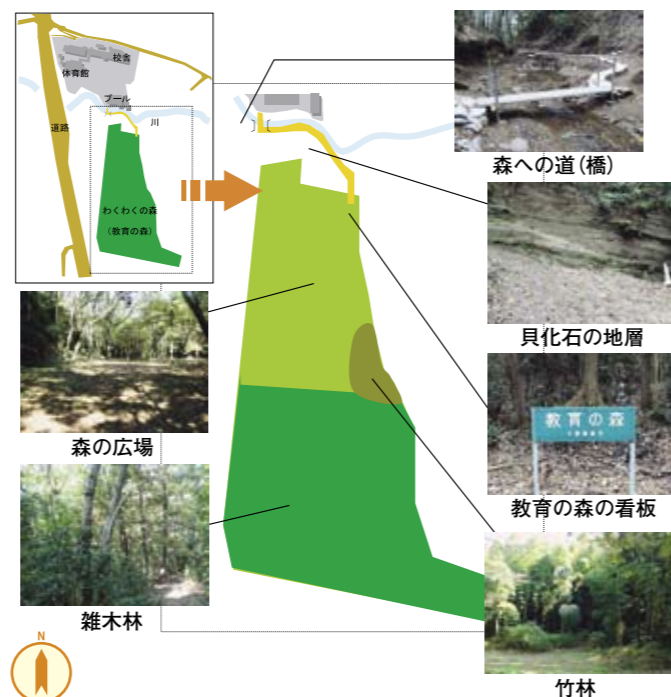 校舎
体育館
プール
道路
川
わくわくの森
(教育の森)
森への道(橋)
貝化石の地層
教育の森
教育の森の看板
森の広場
雑木林
竹林
N